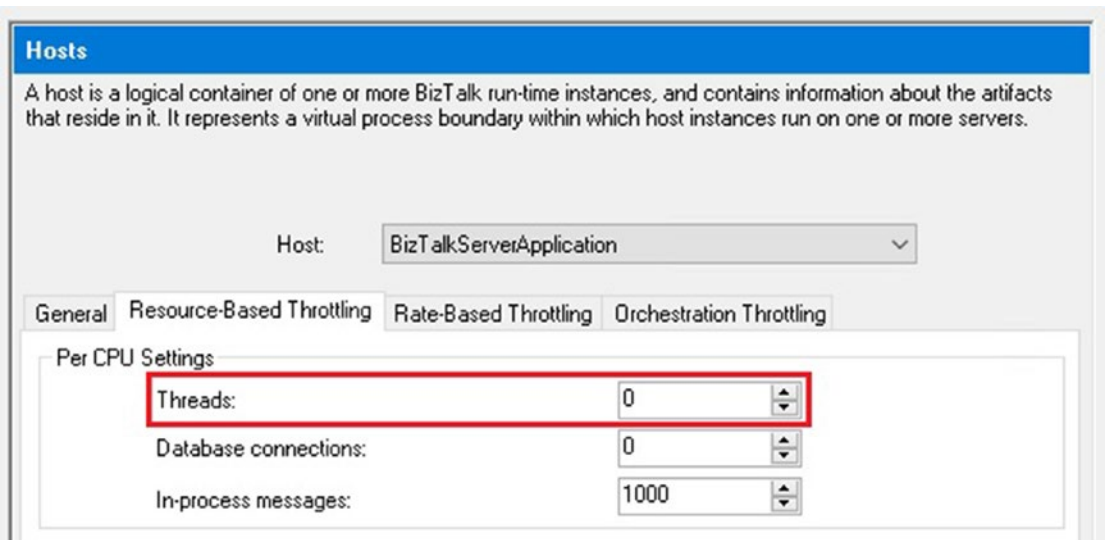 Hosts
A host is a logical container of one or more BizTalk run-time instances, and contains information about the artifacts
that reside in it. It represents a virtual process boundary within which host instances run on one or more servers.
Host: BizTalkServerApplication
General Resource-Based Throttling Rate-Based Throttling Orchestration Throttling
Per CPU Settings
Threads: 0
Database connections: 0
In-process messages: 1000